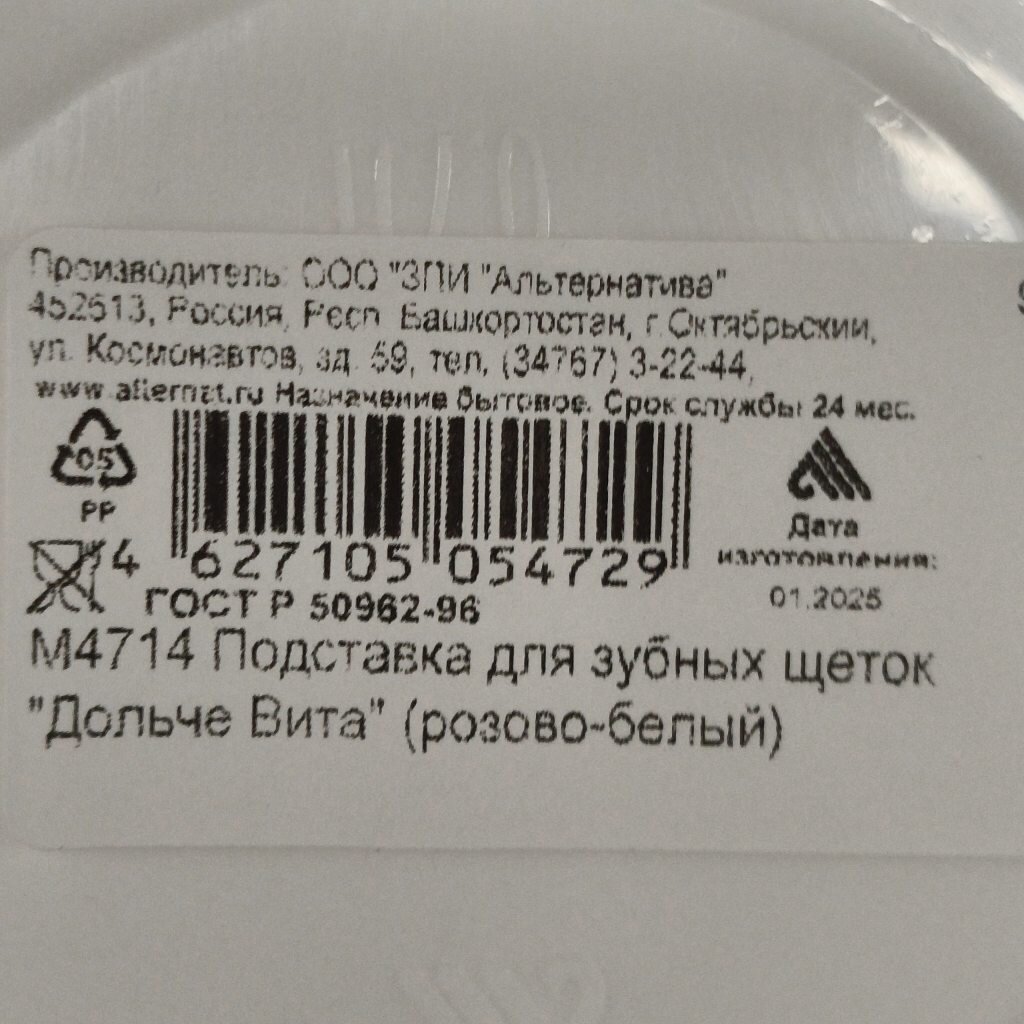 Производитель: ООО "ЗПИ "Альтернатива"
452613, Россия, Респ. Башкортостан, г.Октябрьский,
ул. Космонавтов, зд. 69, тел. (34767) 3-22-44,
www.alternat.ru Назначение бытовое. Срок службы 24 мес.
05
PP
4 627105 054729
Дата
изготовления:
01.2025
ГОСТ Р 50962-96
М4714 Подставка для зубных щеток
"Дольче Вита" (розово-белый)